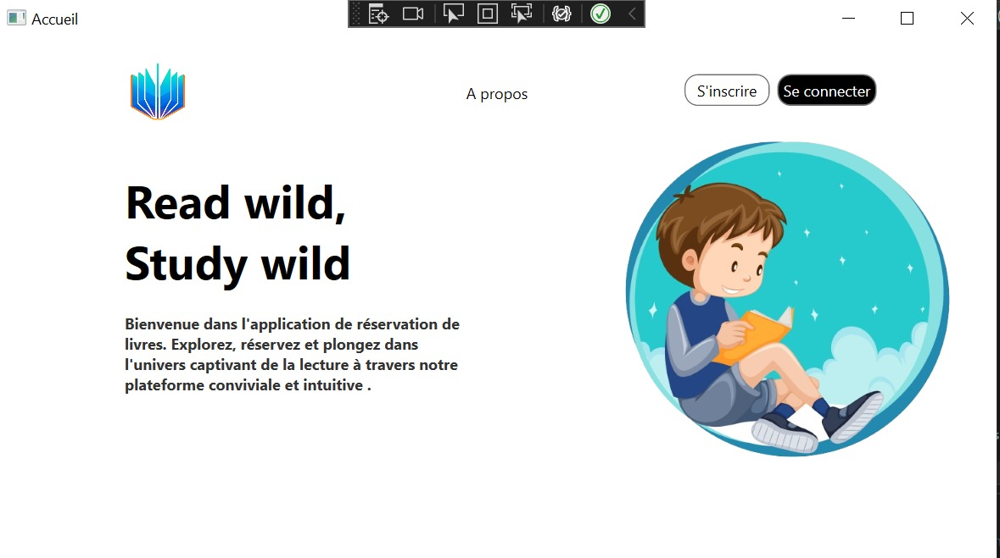 Accueil
A propos
S'inscrire
Se connecter
Read wild,
Study wild
Bienvenue dans l'application de réservation de
livres. Explorez, réservez et plongez dans
l'univers captivant de la lecture à travers notre
plateforme conviviale et intuitive .